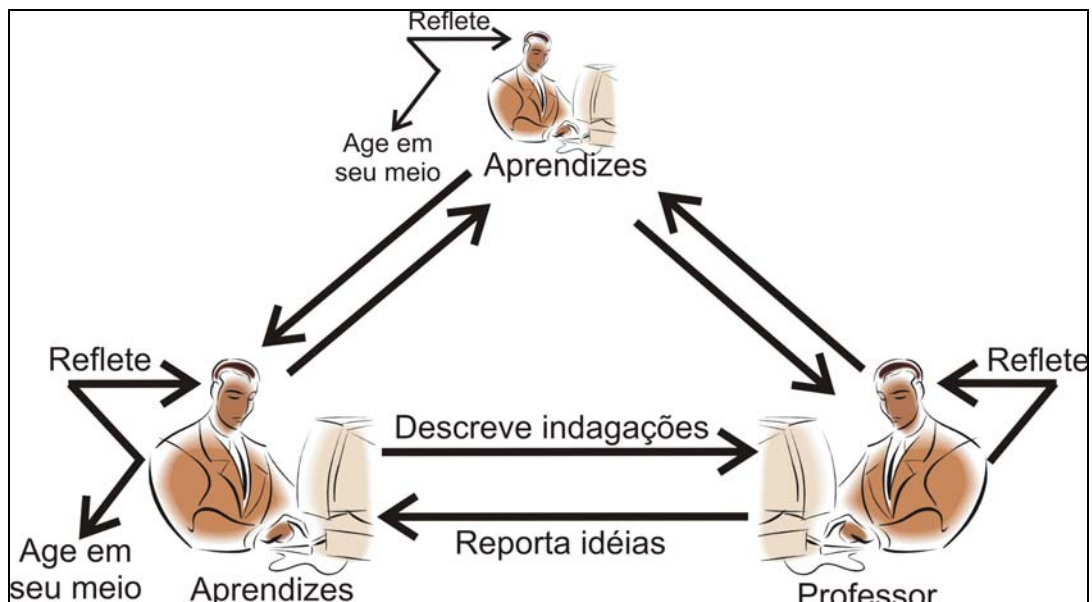 Reflete
Age em
seu meio
Aprendizes
Reflete
Reflete
Descreve indagações
Reporta idéias
Age em
seu meio
Aprendizes
Professor